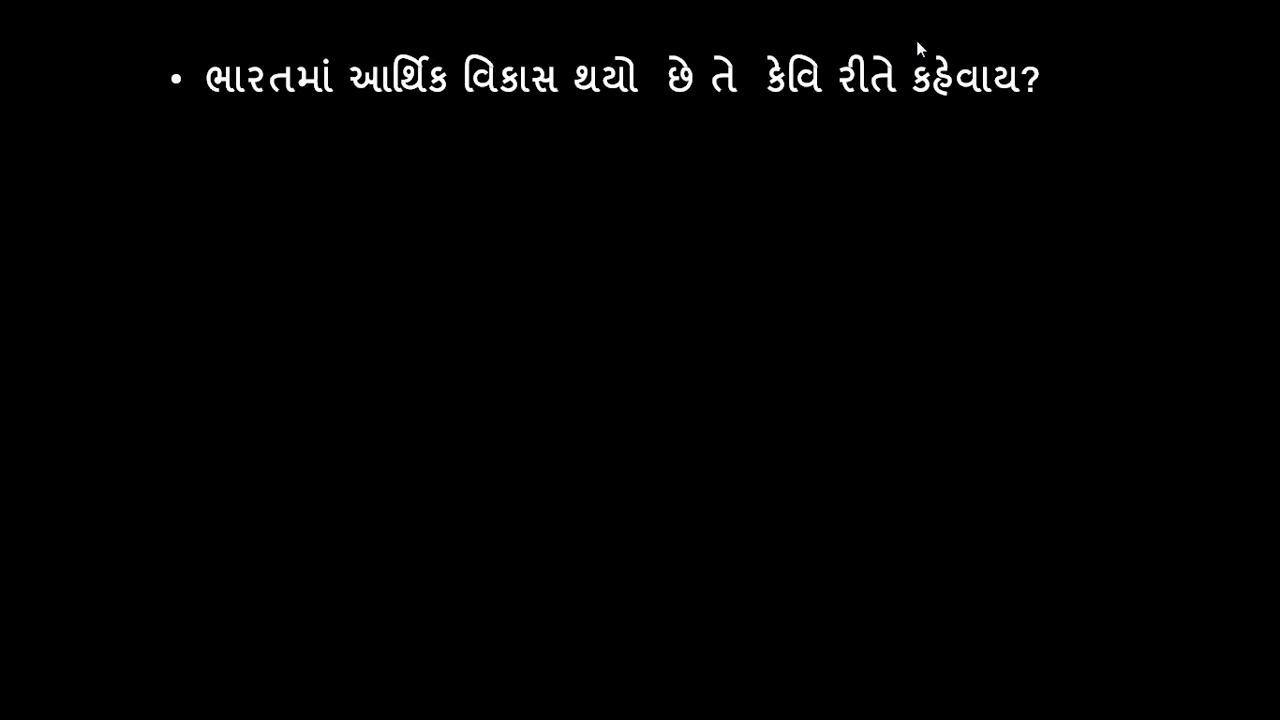 • ભારતમાં આર્થિક વિકાસ થયો છે તે કેવિ રીતે કહેવાય?